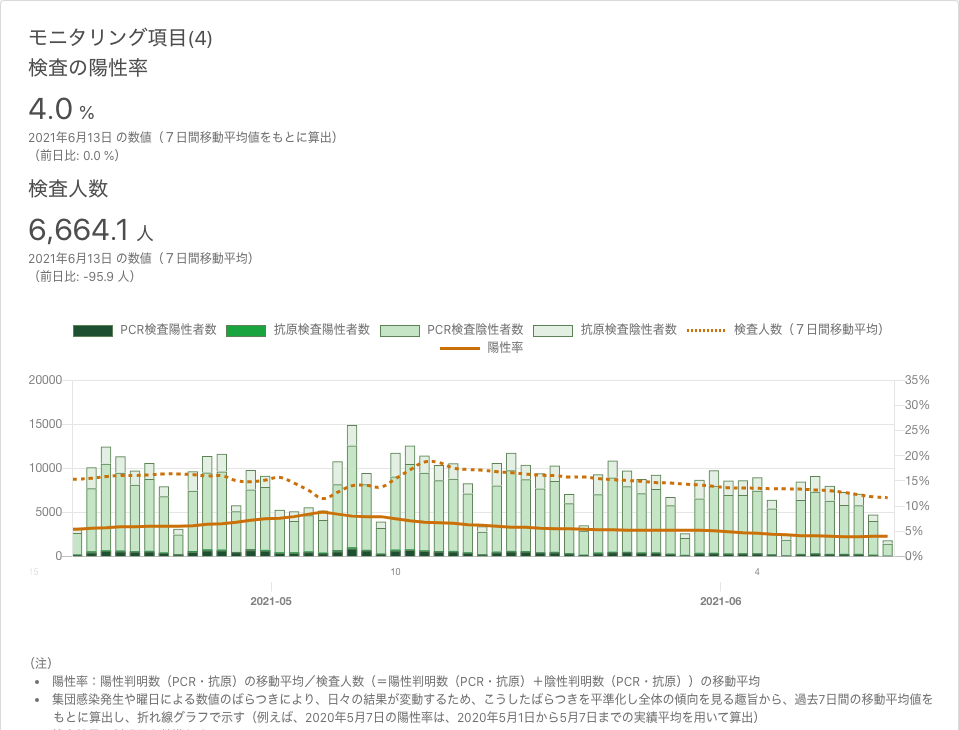 モニタリング項目(4)
検査の陽性率
4.0 %
2021年6月13日 の数値（７日間移動平均値をもとに算出）
（前日比: 0.0 %）
検査人数
6,664.1 人
2021年6月13日 の数値（７日間移動平均）
（前日比: -95.9 人）
PCR検査陽性者数 抗原検査陽性者数 PCR検査陰性者数 抗原検査陰性者数 検査人数（７日間移動平均）
陽性率
20000 35%
30%
15000 25%
20%
10000 15%
5000 10%
5%
0 0%
15 10 4
2021-05 2021-06
（注）
• 陽性率：陽性判明数（PCR・抗原）の移動平均／検査人数（＝陽性判明数（PCR・抗原）＋陰性判明数（PCR・抗原））の移動平均
• 集団感染発生や曜日による数値のばらつきにより、日々の結果が変動するため、こうしたばらつきを平準化し全体の傾向を見る趣旨から、過去7日間の移動平均値を
もとに算出し、折れ線グラフで示す（例えば、2020年5月7日の陽性率は、2020年5月1日から5月7日までの実績平均を用いて算出）